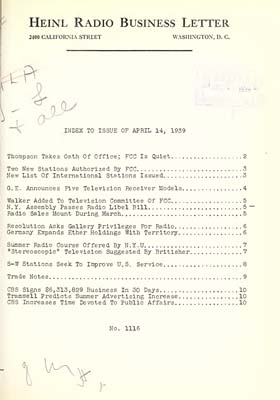 HEINL RADIO BUSINESS LETTER
2400 CALIFORNIA STREET WASHINGTON, D. C.
INDEX TO ISSUE OF APRIL 14, 1939
Thompson Takes Oath Of Office; FCC Is Quiet....................2
Two New Stations Authorized By FCC.............................3
New List Of International Stations Issued......................3
G.E. Announces Five Television Receiver Models.................4
Walker Added To Television Committee Of FCC....................5
N.Y. Assembly Passes Radio Libel Bill..........................5
Radio Sales Mount During March.................................5
Resolution Asks Gallery Privileges For Radio...................6
Germany Expands Ether Holdings With Territory..................6
Summer Radio Course Offered By N.Y.U...........................7
"Stereoscopic" Television Suggested By Britisher...............7
S-W Stations Seek To Improve U.S. Service......................8
Trade Notes....................................................9
CBS Signs $6,313,829 Business In 30 Days......................10
Trammell Predicts Summer Advertising Increase.................10
CBS Increases Time Devoted To Public Affairs..................10
No. 1116